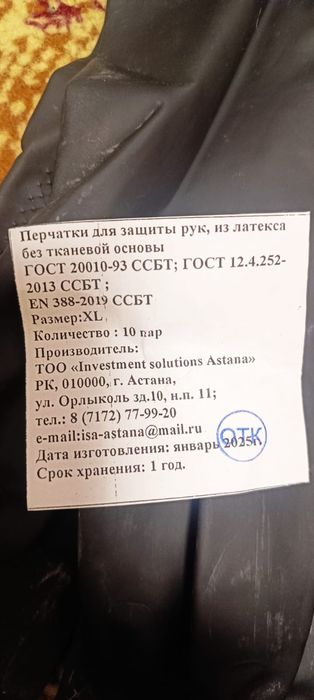 Перчатки для защиты рук, из латекса
без тканевой основы
ГОСТ 20010-93 ССБТ; ГОСТ 12.4.252-
2013 ССБТ ;
EN 388-2019 ССБТ
Размер:XL
Количество : 10 пар
Производитель:
ТОО «Investment solutions Astana»
РК, 010000, г. Астана,
ул. Орлыколь зд.10, н.п. 11;
тел.: 8 (7172) 77-99-20
e-mail:isa-astana@mail.ru
Дата изготовления: январь 2025г.
ОТК
Срок хранения: 1 год.